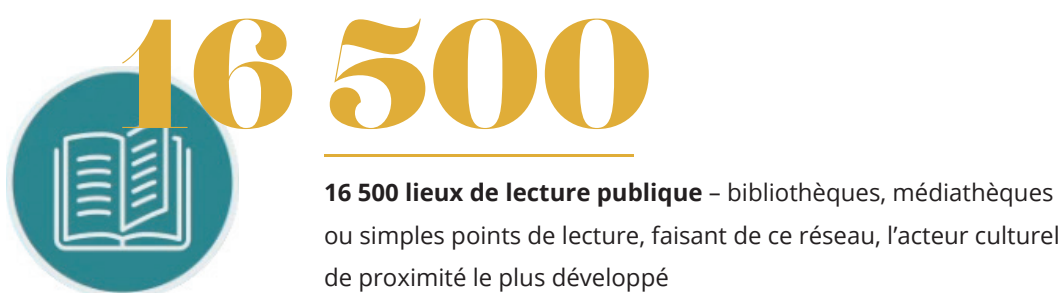 16 500
16 500 lieux de lecture publique – bibliothèques, médiathèques
ou simples points de lecture, faisant de ce réseau, l’acteur culturel
de proximité le plus développé